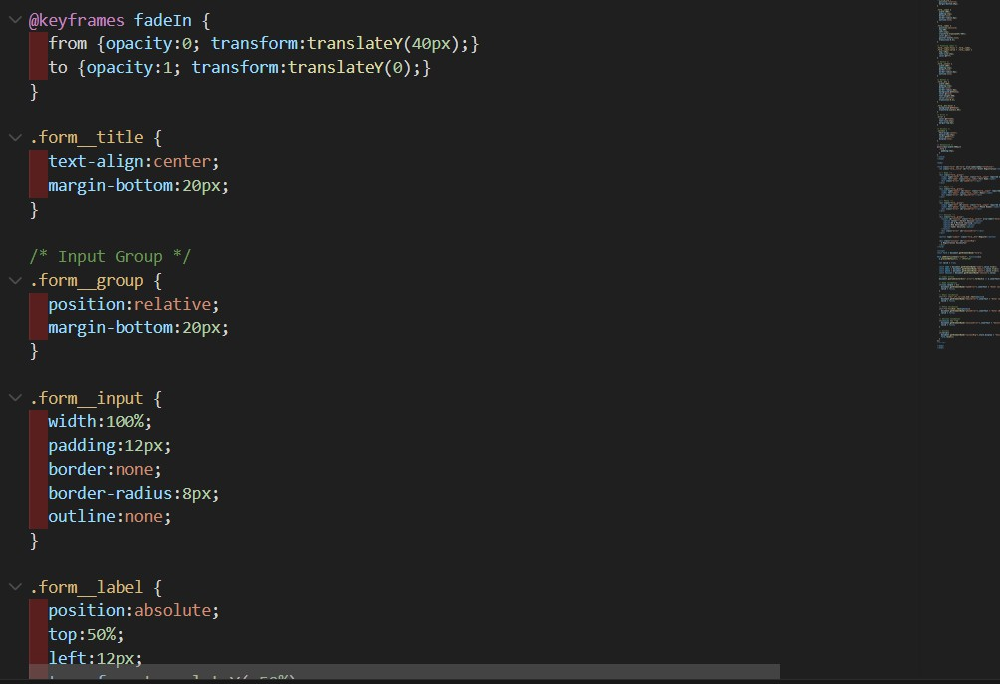 @keyframes fadeIn {
from {opacity:0; transform:translateY(40px);}
to {opacity:1; transform:translateY(0);}
}
.form__title {
text-align:center;
margin-bottom:20px;
}
/* Input Group */
.form__group {
position:relative;
margin-bottom:20px;
}
.form__input {
width:100%;
padding:12px;
border:none;
border-radius:8px;
outline:none;
}
.form__label {
position:absolute;
top:50%;
left:12px;